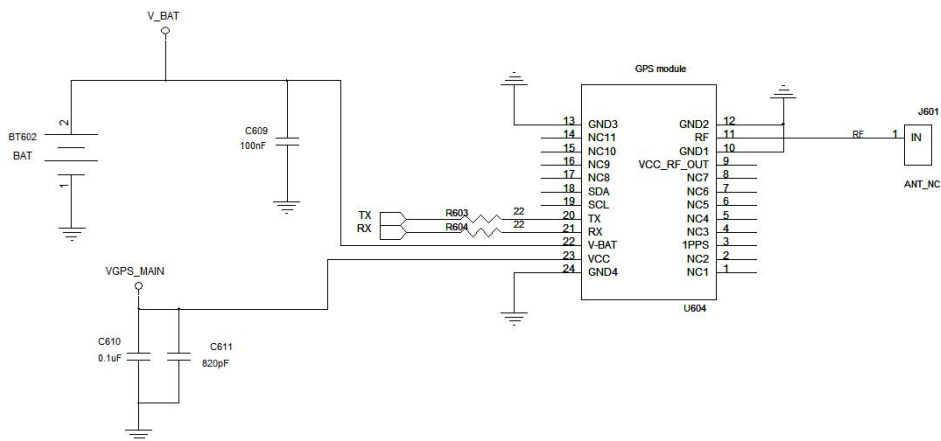 V_BAT
GPS module
BT602
BAT
2
1
C609
100nF
J601
1 IN
RF
ANT_NC
13 GND3
14 NC11
15 NC10
16 NC9
17 NC8
18 SDA
19 SCL
20 TX
21 RX
22 V-BAT
23 VCC
24 GND4
GND2 12
RF 11
GND1 10
VCC_RF_OUT 9
NC7 8
NC6 7
NC5 6
NC4 5
NC3 4
1PPS 3
NC2 2
NC1 1
U604
TX R603 22
RX R604 22
VGPS_MAIN
C610
0.1uF
C611
820pF